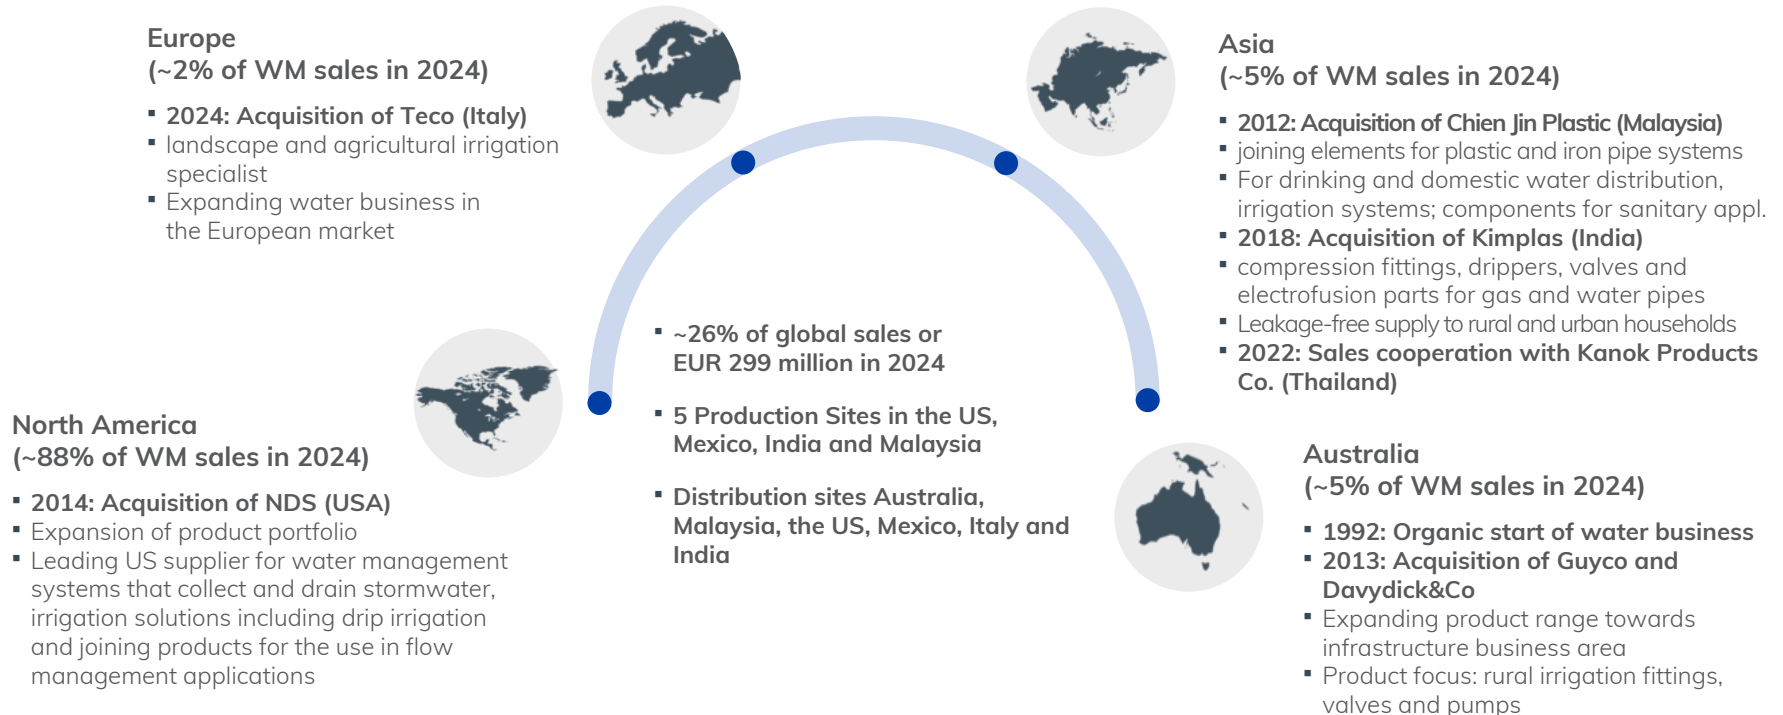 Europe
(~2% of WM sales in 2024)
▪ 2024: Acquisition of Teco (Italy)
▪ landscape and agricultural irrigation
specialist
▪ Expanding water business in
the European market
Asia
(~5% of WM sales in 2024)
▪ 2012: Acquisition of Chien Jin Plastic (Malaysia)
▪ joining elements for plastic and iron pipe systems
▪ For drinking and domestic water distribution,
irrigation systems; components for sanitary appl.
▪ 2018: Acquisition of Kimplas (India)
▪ compression fittings, drippers, valves and
electrofusion parts for gas and water pipes
▪ Leakage-free supply to rural and urban households
▪ 2022: Sales cooperation with Kanok Products
Co. (Thailand)
▪ ~26% of global sales or
EUR 299 million in 2024
▪ 5 Production Sites in the US,
Mexico, India and Malaysia
▪ Distribution sites Australia,
Malaysia, the US, Mexico, Italy and
India
North America
(~88% of WM sales in 2024)
▪ 2014: Acquisition of NDS (USA)
▪ Expansion of product portfolio
▪ Leading US supplier for water management
systems that collect and drain stormwater,
irrigation solutions including drip irrigation
and joining products for the use in flow
management applications
Australia
(~5% of WM sales in 2024)
▪ 1992: Organic start of water business
▪ 2013: Acquisition of Guyco and
Davydick&Co
▪ Expanding product range towards
infrastructure business area
▪ Product focus: rural irrigation fittings,
valves and pumps